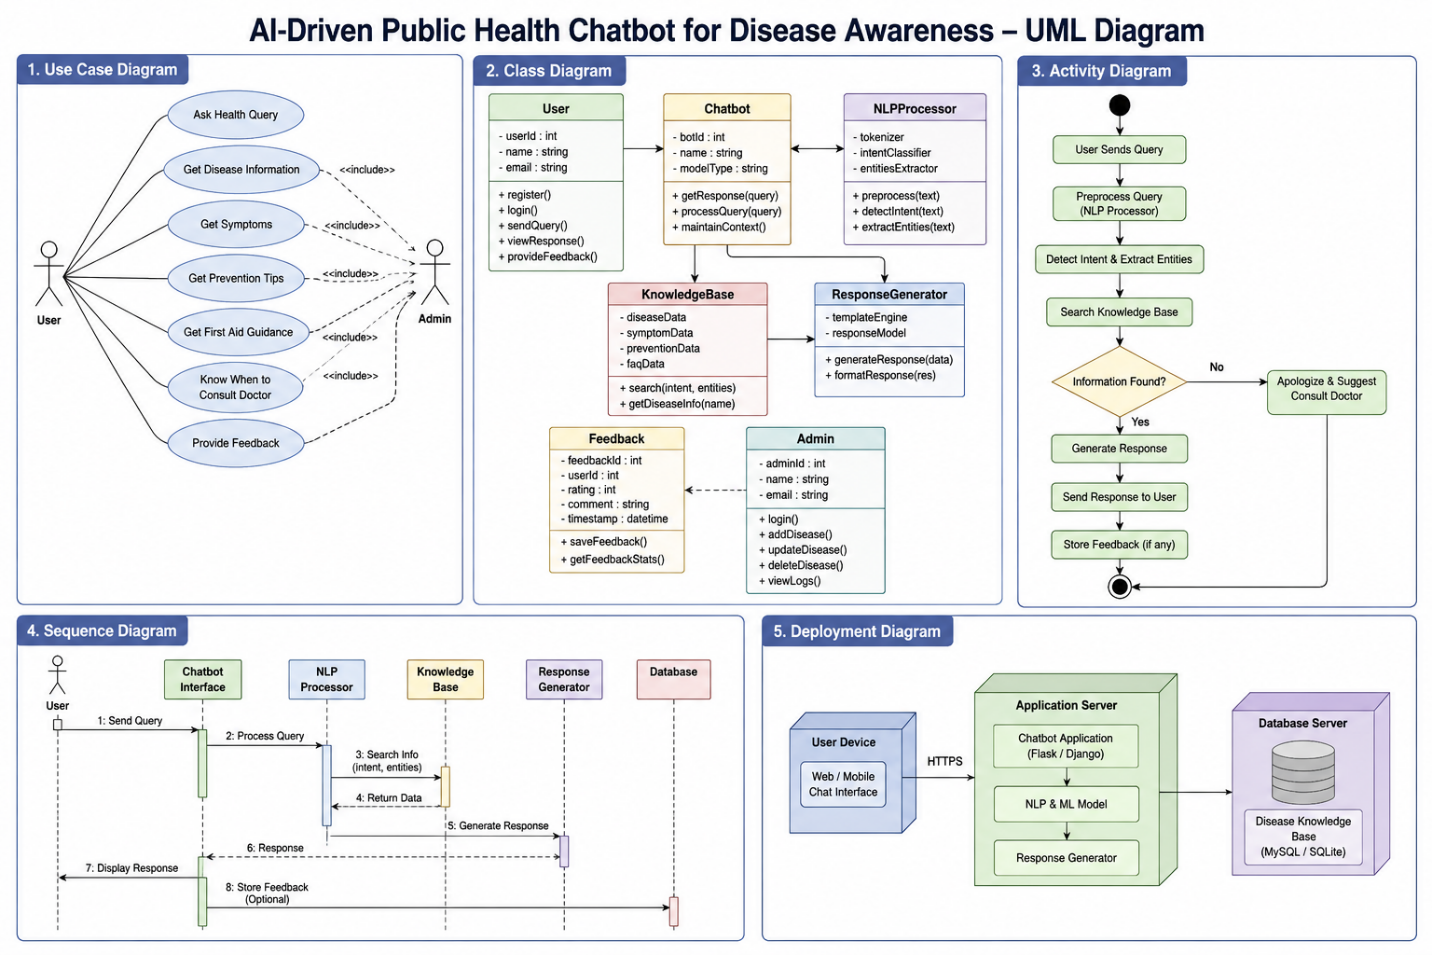 AI-Driven Public Health Chatbot for Disease Awareness – UML Diagram
1. Use Case Diagram
Ask Health Query
Get Disease Information
<<include>>
Get Symptoms
<<include>>
Get Prevention Tips
<<include>>
Get First Aid Guidance
<<include>>
Know When to
Consult Doctor
<<include>>
Provide Feedback
User
Admin
2. Class Diagram
User
- userId : int
- name : string
- email : string
+ register()
+ login()
+ sendQuery()
+ viewResponse()
+ provideFeedback()
Chatbot
- botId : int
- name : string
- modelType : string
+ getResponse(query)
+ processQuery(query)
+ maintainContext()
NLPProcessor
- tokenizer
- intentClassifier
- entitiesExtractor
+ preprocess(text)
+ detectIntent(text)
+ extractEntities(text)
KnowledgeBase
- diseaseData
- symptomData
- preventionData
- faqData
+ search(intent, entities)
+ getDiseaseInfo(name)
ResponseGenerator
- templateEngine
- responseModel
+ generateResponse(data)
+ formatResponse(res)
Feedback
- feedbackId : int
- userId : int
- rating : int
- comment : string
- timestamp : datetime
+ saveFeedback()
+ getFeedbackStats()
Admin
- adminId : int
- name : string
- email : string
+ login()
+ addDisease()
+ updateDisease()
+ deleteDisease()
+ viewLogs()
3. Activity Diagram
User Sends Query
Preprocess Query
(NLP Processor)
Detect Intent & Extract Entities
Search Knowledge Base
Information Found?
No
Apologize & Suggest
Consult Doctor
Yes
Generate Response
Send Response to User
Store Feedback (if any)
4. Sequence Diagram
User
Chatbot
Interface
NLP
Processor
Knowledge
Base
Response
Generator
Database
1: Send Query
2: Process Query
3: Search Info
(intent, entities)
4: Return Data
5: Generate Response
6: Response
7: Display Response
8: Store Feedback
(Optional)
5. Deployment Diagram
User Device
Web / Mobile
Chat Interface
HTTPS
Application Server
Chatbot Application
(Flask / Django)
NLP & ML Model
Response Generator
Database Server
Disease Knowledge
Base
(MySQL / SQLite)